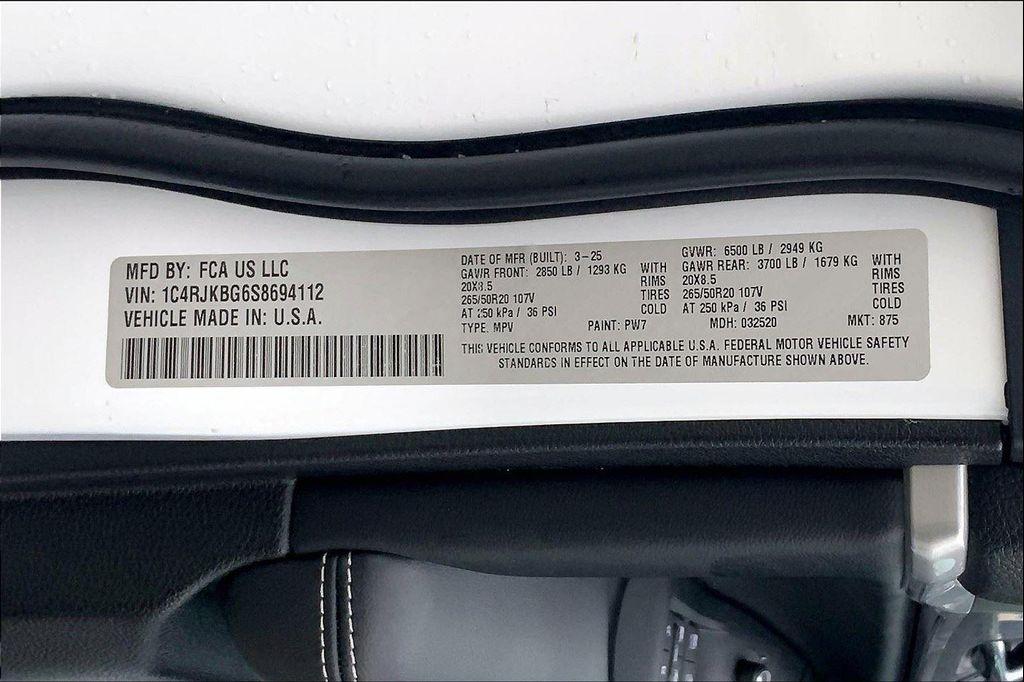 MFD BY: FCA US LLC
VIN: 1C4RJKBG6S8694112
VEHICLE MADE IN: U.S.A.
DATE OF MFR (BUILT): 3-25
GAWR FRONT: 2850 LB / 1293 KG WITH
20X8.5 RIMS
265/50R20 107V TIRES
AT 250 kPa / 36 PSI COLD
TYPE: MPV PAINT: PW7
GVWR: 6500 LB / 2949 KG
GAWR REAR: 3700 LB / 1679 KG WITH
20X8.5 RIMS
265/50R20 107V TIRES
AT 250 kPa / 36 PSI COLD
MDH: 032520 MKT: 875
THIS VEHICLE CONFORMS TO ALL APPLICABLE U.S.A. FEDERAL MOTOR VEHICLE SAFETY
STANDARDS IN EFFECT ON THE DATE OF MANUFACTURE SHOWN ABOVE.